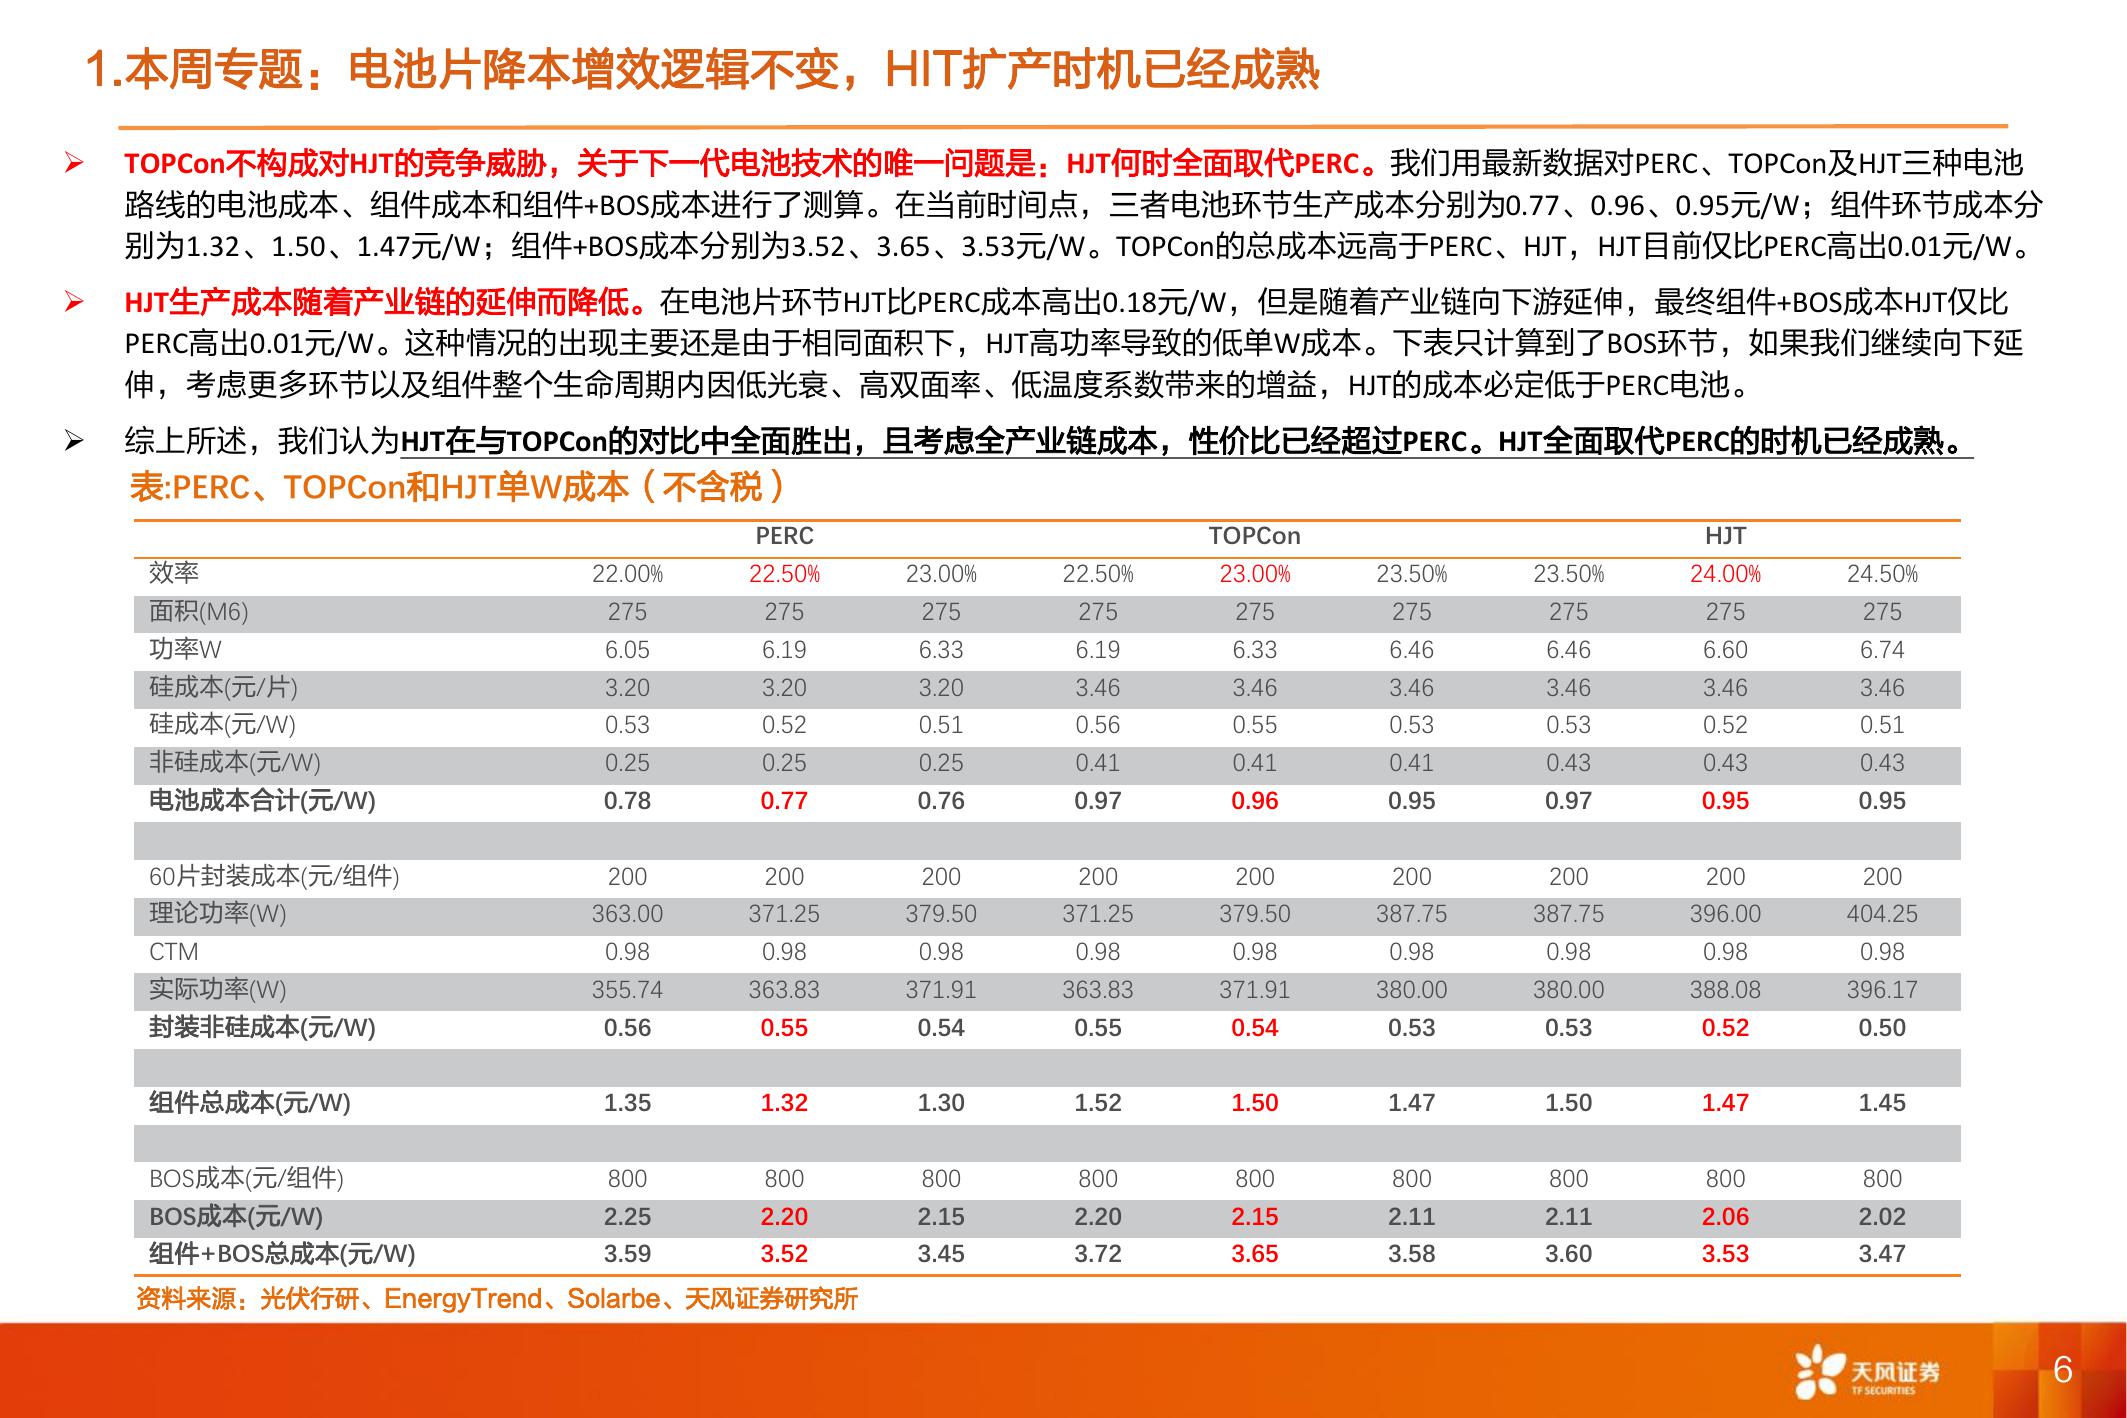 1.本周专题：电池片降本增效逻辑不变，HIT扩产时机已经成熟
➢ TOPCon不构成对HJT的竞争威胁，关于下一代电池技术的唯一问题是：HJT何时全面取代PERC。我们用最新数据对PERC、TOPCon及HJT三种电池
路线的电池成本、组件成本和组件+BOS成本进行了测算。在当前时间点，三者电池环节生产成本分别为0.77、0.96、0.95元/W；组件环节成本分
别为1.32、1.50、1.47元/W；组件+BOS成本分别为3.52、3.65、3.53元/W。TOPCon的总成本远高于PERC、HJT，HJT目前仅比PERC高出0.01元/W。
➢ HJT生产成本随着产业链的延伸而降低。在电池片环节HJT比PERC成本高出0.18元/W，但是随着产业链向下游延伸，最终组件+BOS成本HJT仅比
PERC高出0.01元/W。这种情况的出现主要还是由于相同面积下，HJT高功率导致的低单W成本。下表只计算到了BOS环节，如果我们继续向下延
伸，考虑更多环节以及组件整个生命周期内因低光衰、高双面率、低温度系数带来的增益，HJT的成本必定低于PERC电池。
➢ 综上所述，我们认为HJT在与TOPCon的对比中全面胜出，且考虑全产业链成本，性价比已经超过PERC。HJT全面取代PERC的时机已经成熟。
表:PERC、TOPCon和HJT单W成本（不含税）
PERC TOPCon HJT
效率 22.00% 22.50% 23.00% 22.50% 23.00% 23.50% 23.50% 24.00% 24.50%
面积(M6) 275 275 275 275 275 275 275 275 275
功率W 6.05 6.19 6.33 6.19 6.33 6.46 6.46 6.60 6.74
硅成本(元/片) 3.20 3.20 3.20 3.46 3.46 3.46 3.46 3.46 3.46
硅成本(元/W) 0.53 0.52 0.51 0.56 0.55 0.53 0.53 0.52 0.51
非硅成本(元/W) 0.25 0.25 0.25 0.41 0.41 0.41 0.43 0.43 0.43
电池成本合计(元/W) 0.78 0.77 0.76 0.97 0.96 0.95 0.97 0.95 0.95
60片封装成本(元/组件) 200 200 200 200 200 200 200 200 200
理论功率(W) 363.00 371.25 379.50 371.25 379.50 387.75 387.75 396.00 404.25
CTM 0.98 0.98 0.98 0.98 0.98 0.98 0.98 0.98 0.98
实际功率(W) 355.74 363.83 371.91 363.83 371.91 380.00 380.00 388.08 396.17
封装非硅成本(元/W) 0.56 0.55 0.54 0.55 0.54 0.53 0.53 0.52 0.50
组件总成本(元/W) 1.35 1.32 1.30 1.52 1.50 1.47 1.50 1.47 1.45
BOS成本(元/组件) 800 800 800 800 800 800 800 800 800
BOS成本(元/W) 2.25 2.20 2.15 2.20 2.15 2.11 2.11 2.06 2.02
组件+BOS总成本(元/W) 3.59 3.52 3.45 3.72 3.65 3.58 3.60 3.53 3.47
资料来源：光伏行研、EnergyTrend、Solarbe、天风证券研究所
天风证券
TF SECURITIES
6